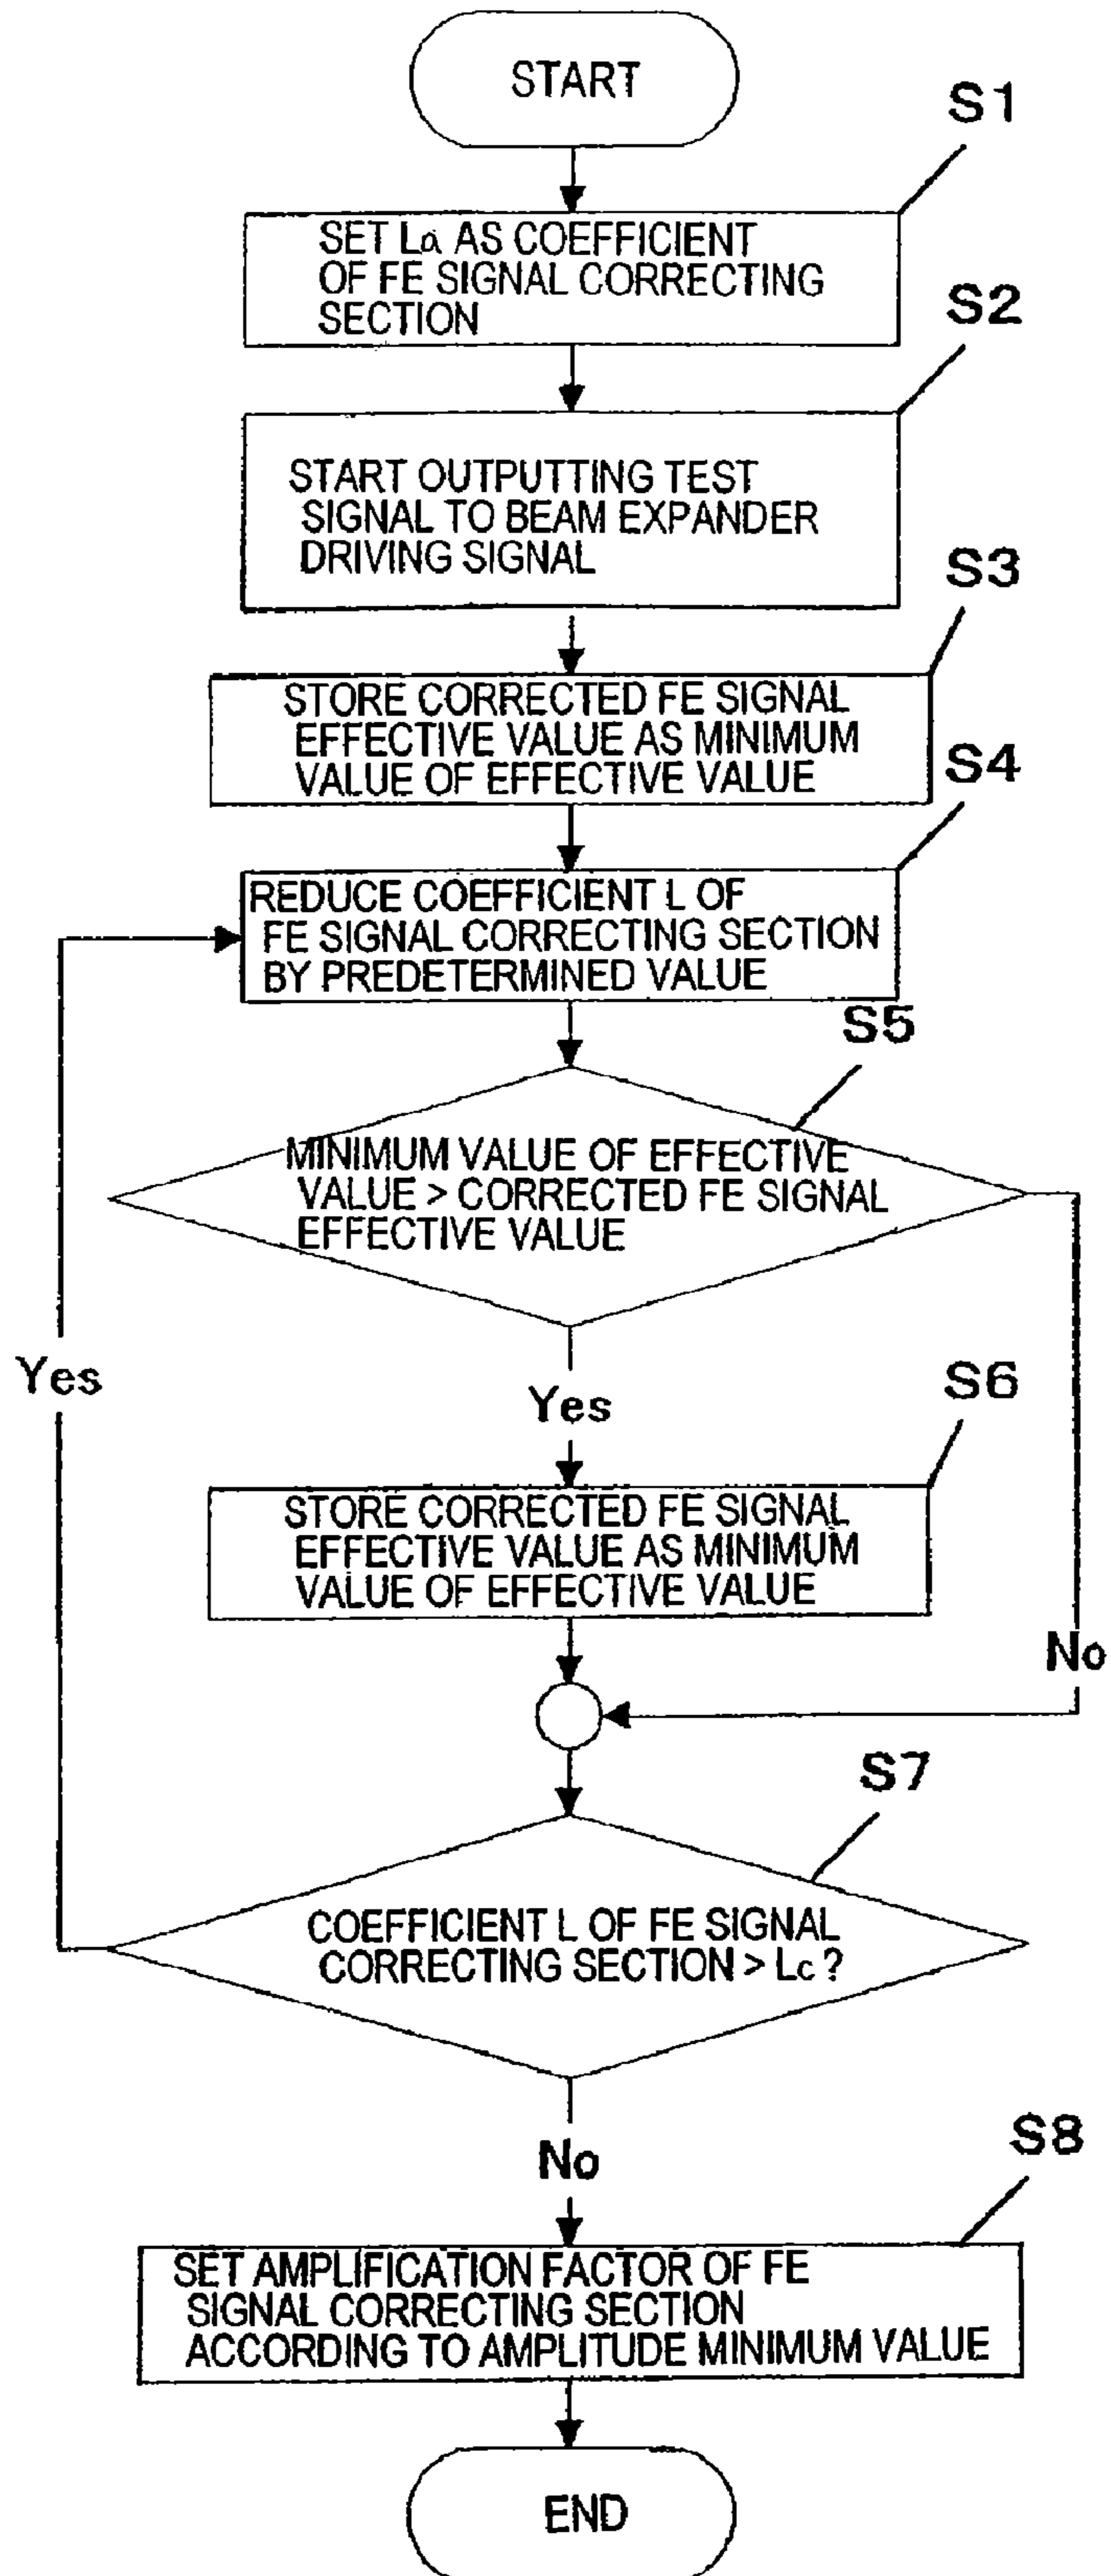 START
S1
SET La AS COEFFICIENT
OF FE SIGNAL CORRECTING
SECTION
S2
START OUTPUTTING TEST
SIGNAL TO BEAM EXPANDER
DRIVING SIGNAL
S3
STORE CORRECTED FE SIGNAL
EFFECTIVE VALUE AS MINIMUM
VALUE OF EFFECTIVE VALUE
S4
REDUCE COEFFICIENT L OF
FE SIGNAL CORRECTING SECTION
BY PREDETERMINED VALUE
S5
MINIMUM VALUE OF EFFECTIVE
VALUE > CORRECTED FE SIGNAL
EFFECTIVE VALUE
Yes
Yes
S6
STORE CORRECTED FE SIGNAL
EFFECTIVE VALUE AS MINIMUM
VALUE OF EFFECTIVE VALUE
No
S7
COEFFICIENT L OF FE SIGNAL
CORRECTING SECTION > Lc ?
No
S8
SET AMPLIFICATION FACTOR OF FE
SIGNAL CORRECTING SECTION
ACCORDING TO AMPLITUDE MINIMUM VALUE
END